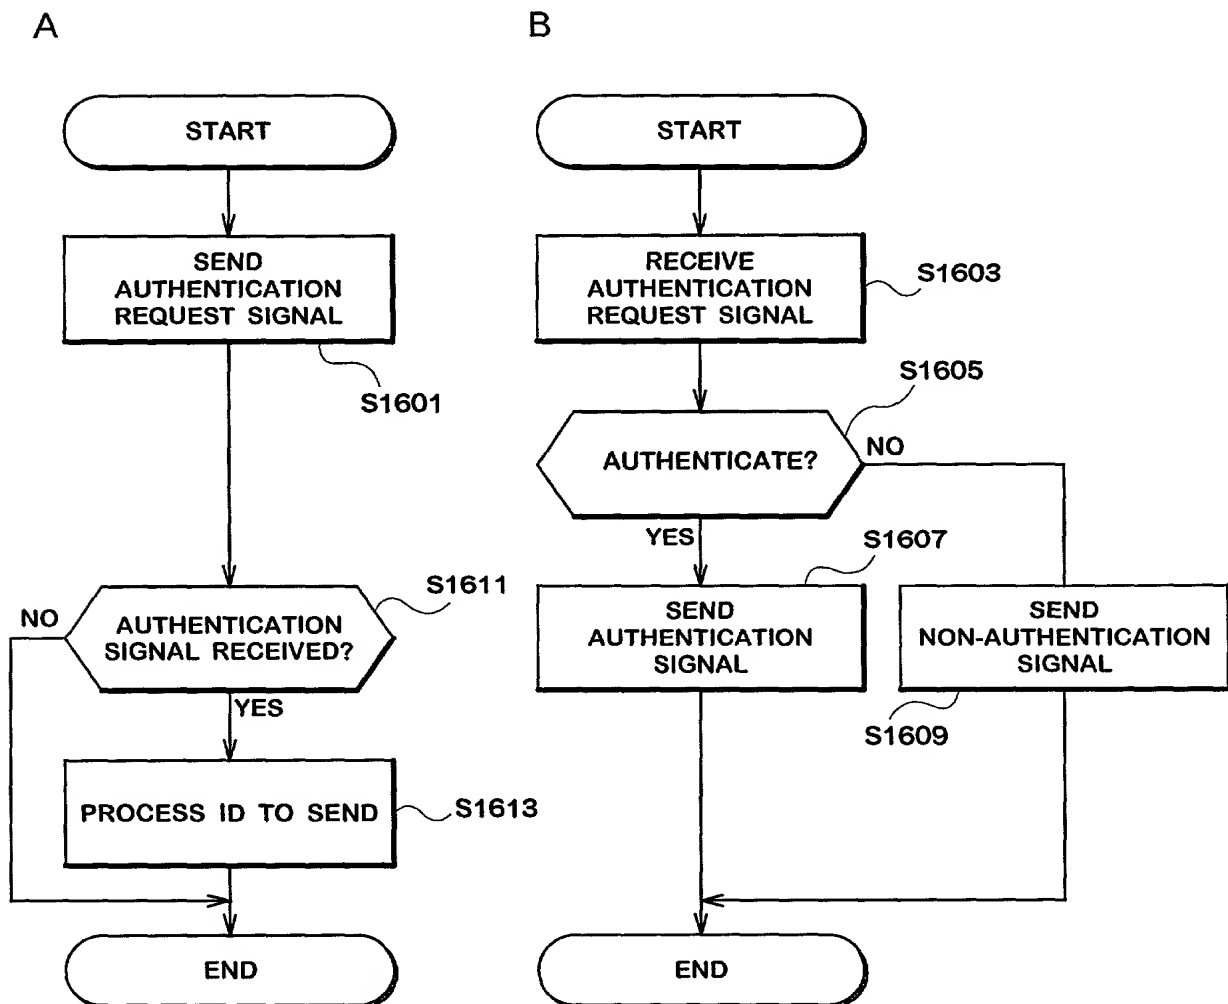 A
START
SEND
AUTHENTICATION
REQUEST SIGNAL
S1601
AUTHENTICATION
SIGNAL RECEIVED?
S1611
NO
YES
PROCESS ID TO SEND
S1613
END
B
START
RECEIVE
AUTHENTICATION
REQUEST SIGNAL
S1603
AUTHENTICATE?
S1605
NO
YES
SEND
AUTHENTICATION
SIGNAL
S1607
SEND
NON-AUTHENTICATION
SIGNAL
S1609
END